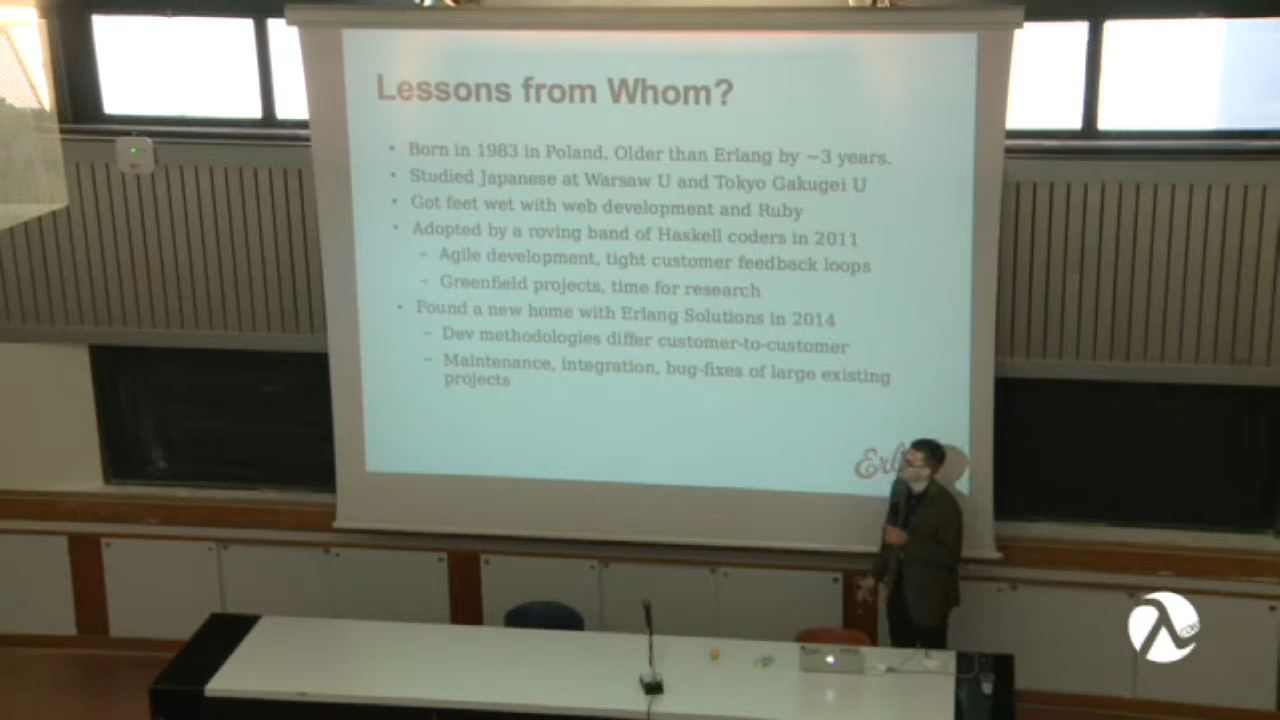 Lessons from Whom?
• Born in 1983 in Poland. Older than Erlang by ~3 years.
• Studied Japanese at Warsaw U and Tokyo Gakugei U
• Got feet wet with web development and Ruby
• Adopted by a roving band of Haskell coders in 2011
– Agile development, tight customer feedback loops
– Greenfield projects, time for research
• Found a new home with Erlang Solutions in 2014
– Dev methodologies differ customer-to-customer
– Maintenance, integration, bug-fixes of large existing
projects
λ